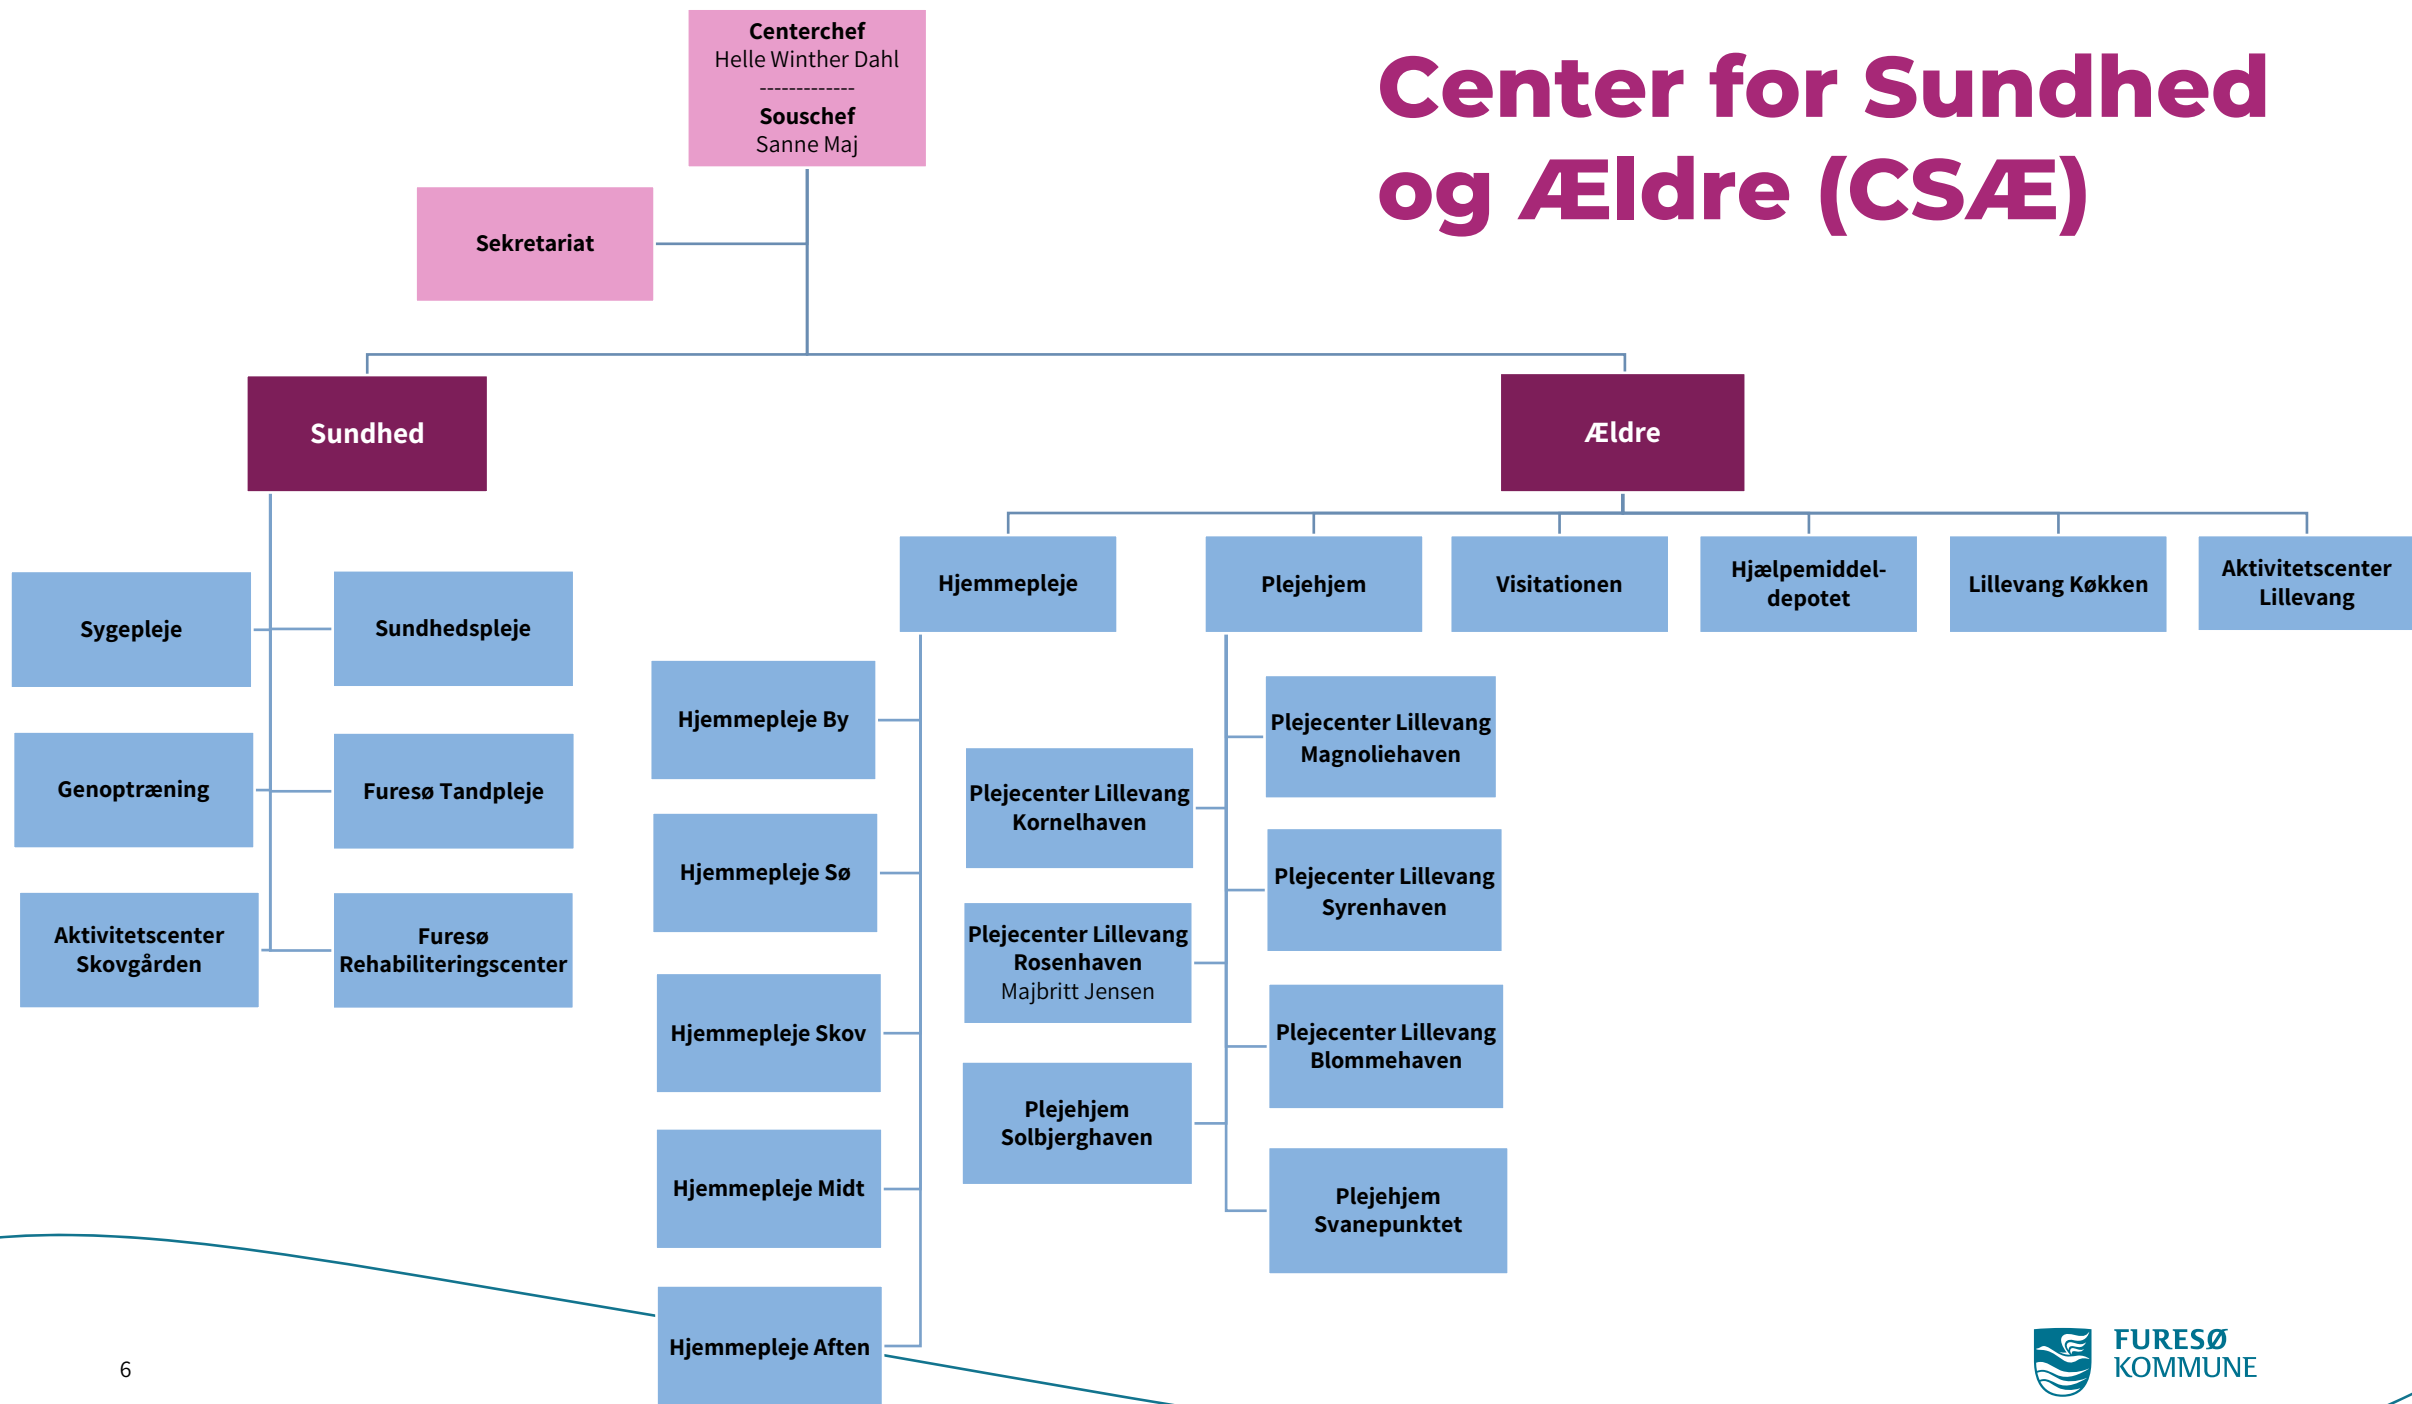 Centerchef
Helle Winther Dahl
-------------
Souschef
Sanne Maj
Center for Sundhed
og Ældre (CSÆ)
Sekretariat
Sundhed
Ældre
Sygepleje
Sundhedspleje
Genoptræning
Furesø Tandpleje
Aktivitetscenter
Skovgården
Furesø
Rehabiliteringscenter
Hjemmepleje
Plejehjem
Visitationen
Hjælpemiddel-
depotet
Lillevang Køkken
Aktivitetscenter
Lillevang
Hjemmepleje By
Hjemmepleje Sø
Hjemmepleje Skov
Hjemmepleje Midt
Hjemmepleje Aften
Plejecenter Lillevang
Kornelhaven
Plejecenter Lillevang
Rosenhaven
Majbritt Jensen
Plejehjem
Solbjerghaven
Plejecenter Lillevang
Magnoliehaven
Plejecenter Lillevang
Syrenhaven
Plejecenter Lillevang
Blommehaven
Plejehjem
Svanepunktet
6
FURESØ
KOMMUNE